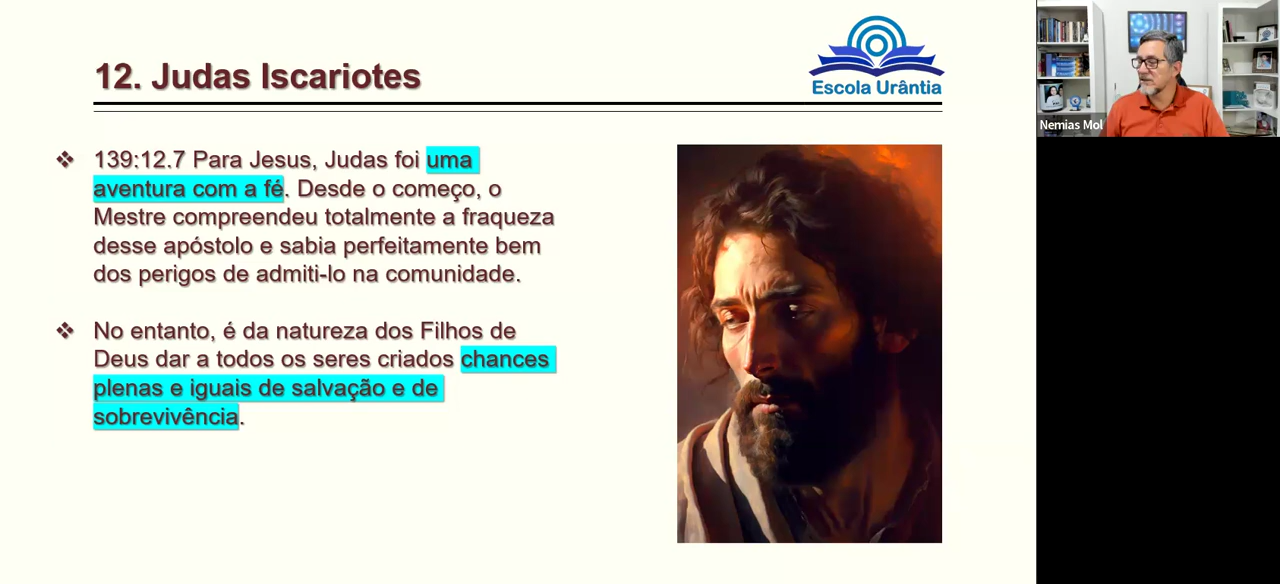 12. Judas Iscariotes
Escola Urântia
❖ 139:12.7 Para Jesus, Judas foi uma
aventura com a fé. Desde o começo, o
Mestre compreendeu totalmente a fraqueza
desse apóstolo e sabia perfeitamente bem
dos perigos de admiti-lo na comunidade.
❖ No entanto, é da natureza dos Filhos de
Deus dar a todos os seres criados chances
plenas e iguais de salvação e de
sobrevivência.
Nemias Mol